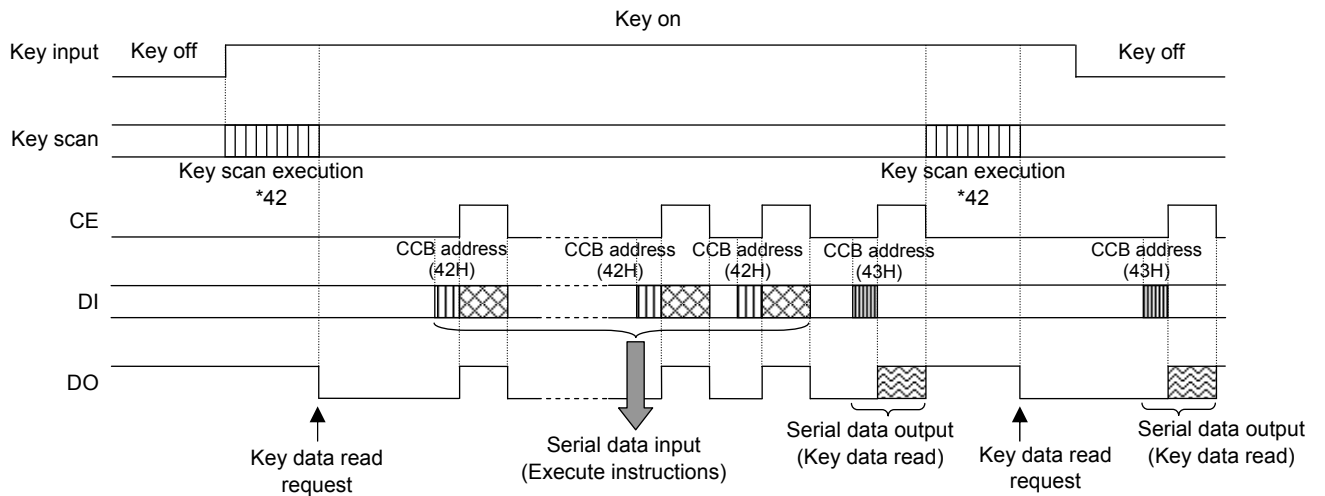 Key on
Key input
Key off
Key off
Key scan
Key scan execution
*42
Key scan execution
*42
CE
CCB address
(42H)
CCB address
(42H)
CCB address
(42H)
CCB address
(43H)
CCB address
(43H)
DI
DO
Key data read
request
Serial data input
(Execute instructions)
Serial data output
(Key data read)
Key data read
request
Serial data output
(Key data read)